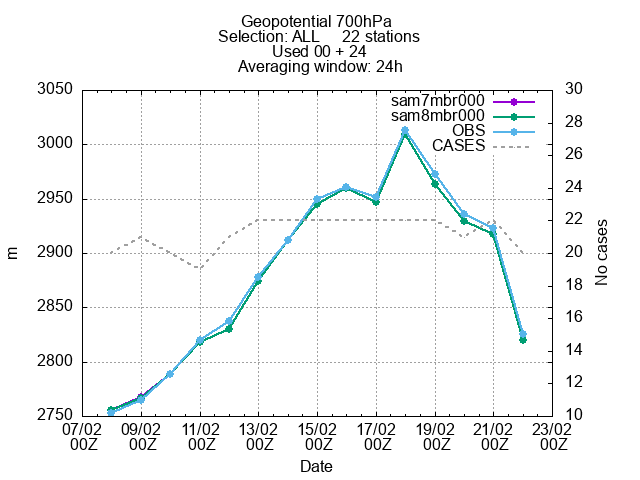 Geopotential 700hPa
Selection: ALL 22 stations
Used 00 + 24
Averaging window: 24h
sam7mbr000
sam8mbr000
OBS
CASES
3050
3000
2950
2900
2850
2800
2750
m
30
28
26
24
22
20
18
16
14
12
10
No cases
07/02 09/02 11/02 13/02 15/02 17/02 19/02 21/02 23/02
00Z 00Z 00Z 00Z 00Z 00Z 00Z 00Z 00Z
Date